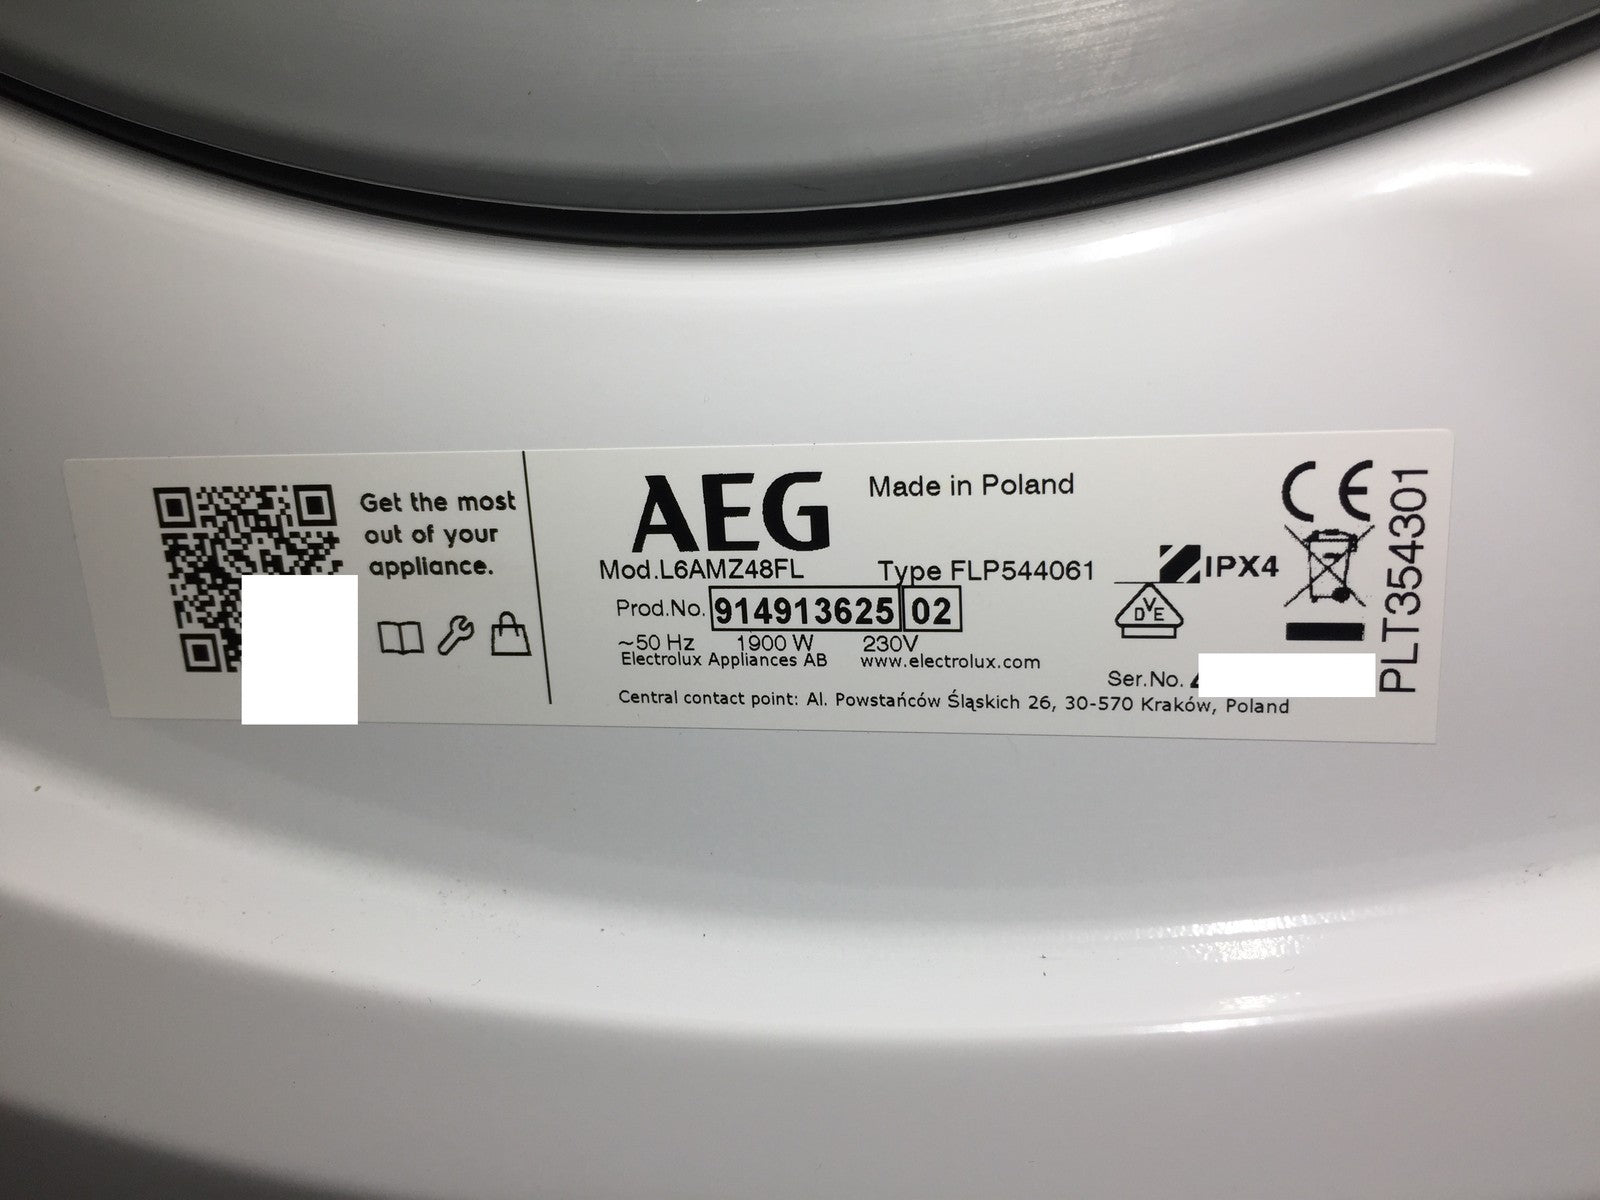 Get the most
out of your
appliance.
AEG
Made in Poland
Mod.L6AMZ48FL Type FLP544061
Prod.No. 914913625 02
~50 Hz 1900 W 230V
Electrolux Appliances AB www.electrolux.com
Central contact point: Al. Powstańców Śląskich 26, 30-570 Kraków, Poland
IPX4
DVE
Ser.No.
CE
PLT354301